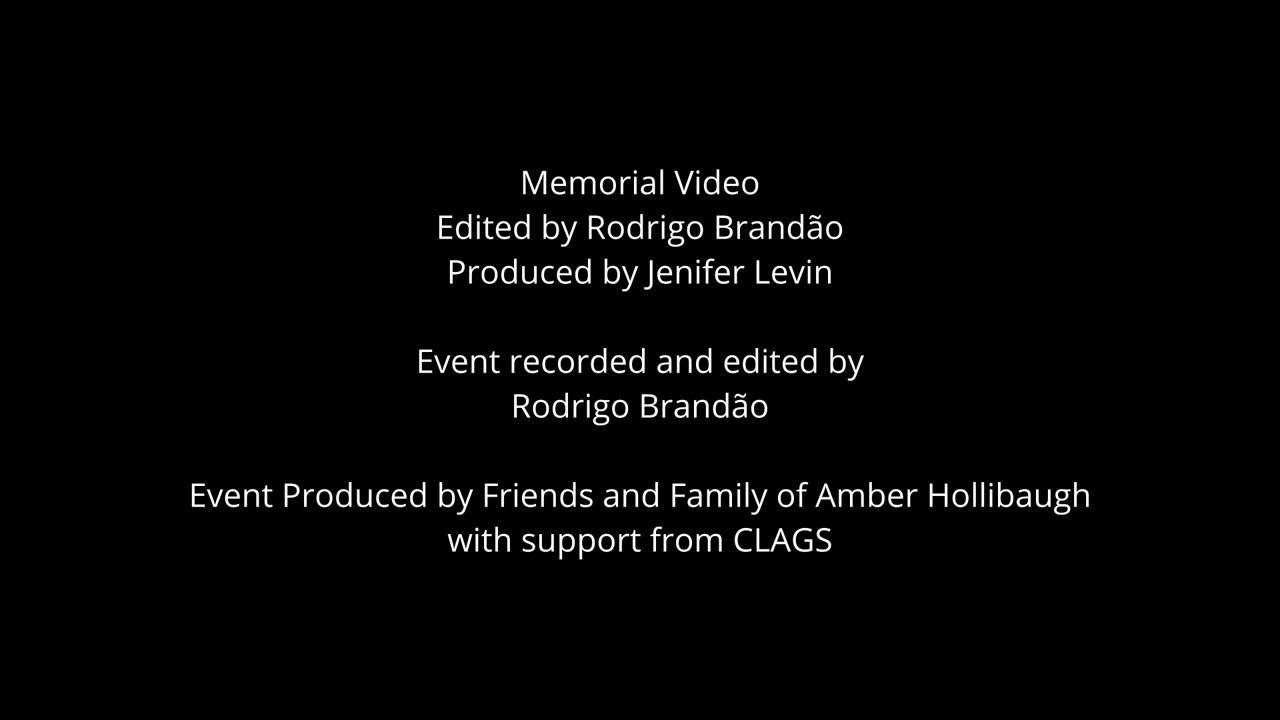 Memorial Video
Edited by Rodrigo Brandão
Produced by Jenifer Levin
Event recorded and edited by
Rodrigo Brandão
Event Produced by Friends and Family of Amber Hollibaugh
with support from CLAGS